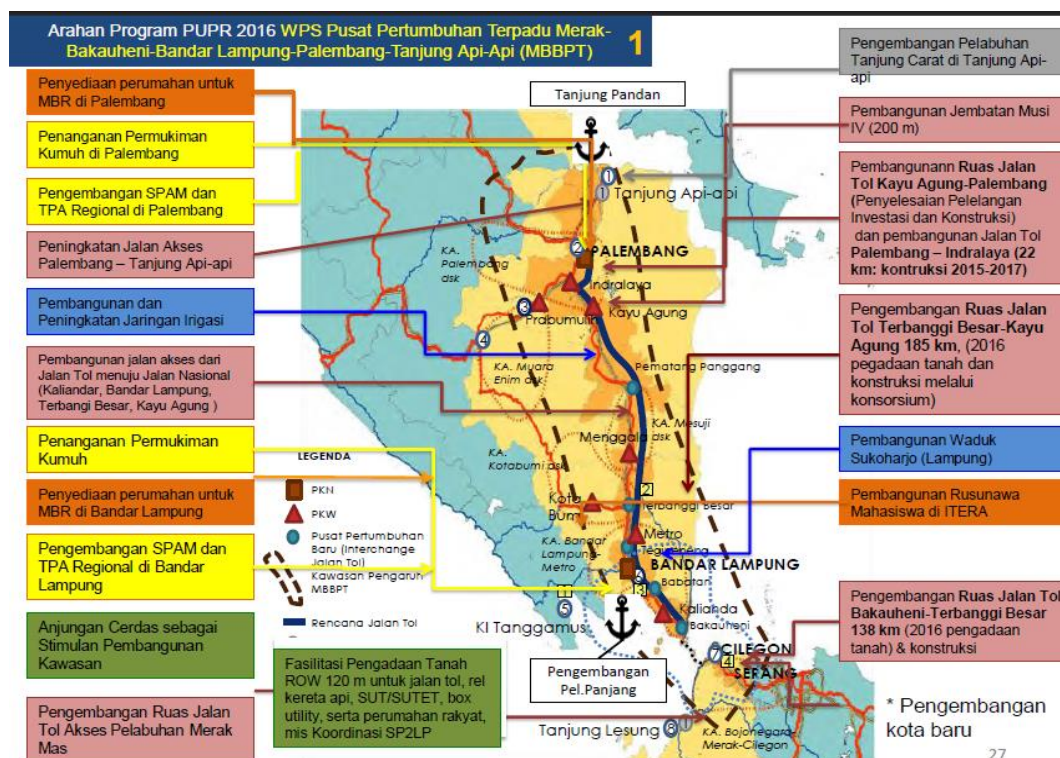 Arahan Program PUPR 2016 WPS Pusat Pertumbuhan Terpadu Merak-
Bakauheni-Bandar Lampung-Palembang-Tanjung Api-Api (MBBPT)
1
Penyediaan perumahan untuk
MBR di Palembang
Penanganan Permukiman
Kumuh di Palembang
Pengembangan SPAM dan
TPA Regional di Palembang
Peningkatan Jalan Akses
Palembang – Tanjung Api-api
Pembangunan dan
Peningkatan Jaringan Irigasi
Pembangunan jalan akses dari
Jalan Tol menuju Jalan Nasional
(Kaliandar, Bandar Lampung,
Terbangi Besar, Kayu Agung )
Penanganan Permukiman
Kumuh
Penyediaan perumahan untuk
MBR di Bandar Lampung
Pengembangan SPAM dan
TPA Regional di Bandar
Lampung
Anjungan Cerdas sebagai
Stimulan Pembangunan
Kawasan
Pengembangan Ruas Jalan
Tol Akses Pelabuhan Merak
Mas
Tanjung Pandan
1
1 Tanjung Api-api
2
PALEMBANG
KA.
Palembang
dsk
Indralaya
3
Prabumulih
Kayu Agung
4
KA. Muara
Enim dsk
Pematang Panggang
KA. Mesuji
dsk
Menggala
KA.
Kotabumi dsk
2
Kota
Bumi
Terbanggi Besar
Metro
KA. Bandar
Lampung-
Metro
BANDAR LAMPUNG
3
Babatan
Kalianda
Bakauheni
5
KI Tanggamus
7
CILEGON
4
SERANG
Pengembangan
Pel.Panjang
Tanjung Lesung 8
KA. Bojonegara-
Merak-Cilegon
LEGENDA
PKN
PKW
Pusat Pertumbuhan
Baru (Interchange
Jalan Tol)
Kawasan Pengaruh
MBBPT
Rencana Jalan Tol
Fasilitasi Pengadaan Tanah
ROW 120 m untuk jalan tol, rel
kereta api, SUT/SUTET, box
utility, serta perumahan rakyat,
mis Koordinasi SP2LP
Pengembangan Pelabuhan
Tanjung Carat di Tanjung Api-
api
Pembangunan Jembatan Musi
IV (200 m)
Pembangunann Ruas Jalan
Tol Kayu Agung-Palembang
(Penyelesaian Pelelangan
Investasi dan Konstruksi)
dan pembangunan Jalan Tol
Palembang – Indralaya (22
km: kontruksi 2015-2017)
Pengembangan Ruas Jalan
Tol Terbanggi Besar-Kayu
Agung 185 km, (2016
pegadaan tanah dan
konstruksi melalui
konsorsium)
Pembangunan Waduk
Sukoharjo (Lampung)
Pembangunan Rusunawa
Mahasiswa di ITERA
Pengembangan Ruas Jalan Tol
Bakauheni-Terbanggi Besar
138 km (2016 pengadaan
tanah) & konstruksi
* Pengembangan
kota baru
27